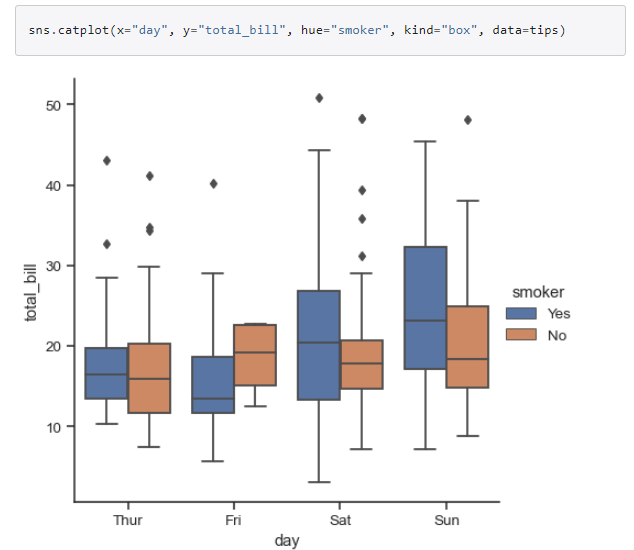 sns.catplot(x="day", y="total_bill", hue="smoker", kind="box", data=tips)
50
40
30
20
10
total_bill
Thur Fri Sat Sun
day
smoker
Yes
No